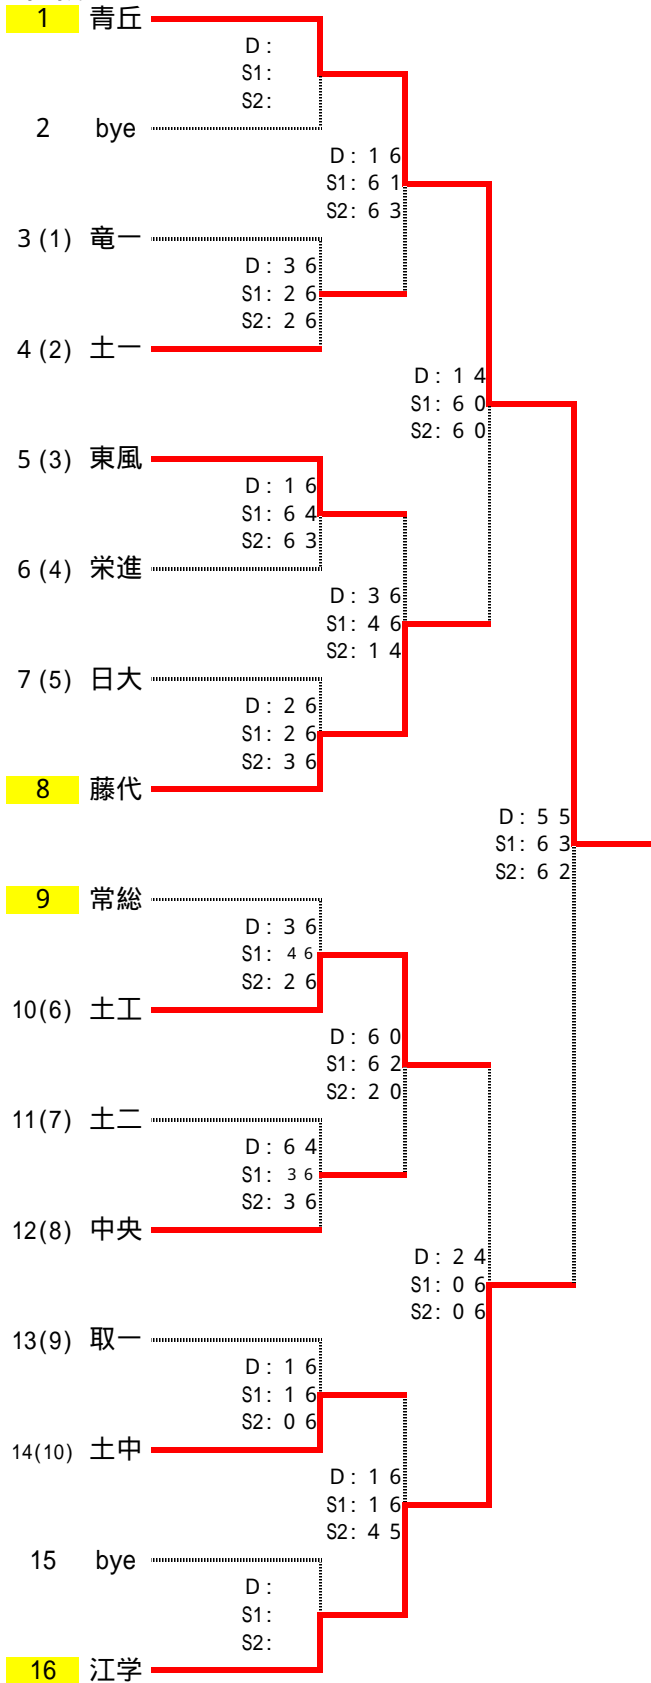 1 青丘
D:
S1:
S2:
2 bye
D: 1 6
S1: 6 1
S2: 6 3
3 (1) 竜一
D: 3 6
S1: 2 6
S2: 2 6
4 (2) 土一
D: 1 4
S1: 6 0
S2: 6 0
5 (3) 東風
D: 1 6
S1: 6 4
S2: 6 3
6 (4) 栄進
D: 3 6
S1: 4 6
S2: 1 4
7 (5) 日大
D: 2 6
S1: 2 6
S2: 3 6
8 藤代
D: 5 5
S1: 6 3
S2: 6 2
9 常総
D: 3 6
S1: 4 6
S2: 2 6
10(6) 土工
D: 6 0
S1: 6 2
S2: 2 0
11(7) 土二
D: 6 4
S1: 3 6
S2: 3 6
12(8) 中央
D: 2 4
S1: 0 6
S2: 0 6
13(9) 取一
D: 1 6
S1: 1 6
S2: 0 6
14(10) 土中
D: 1 6
S1: 1 6
S2: 4 5
15 bye
D:
S1:
S2:
16 江学